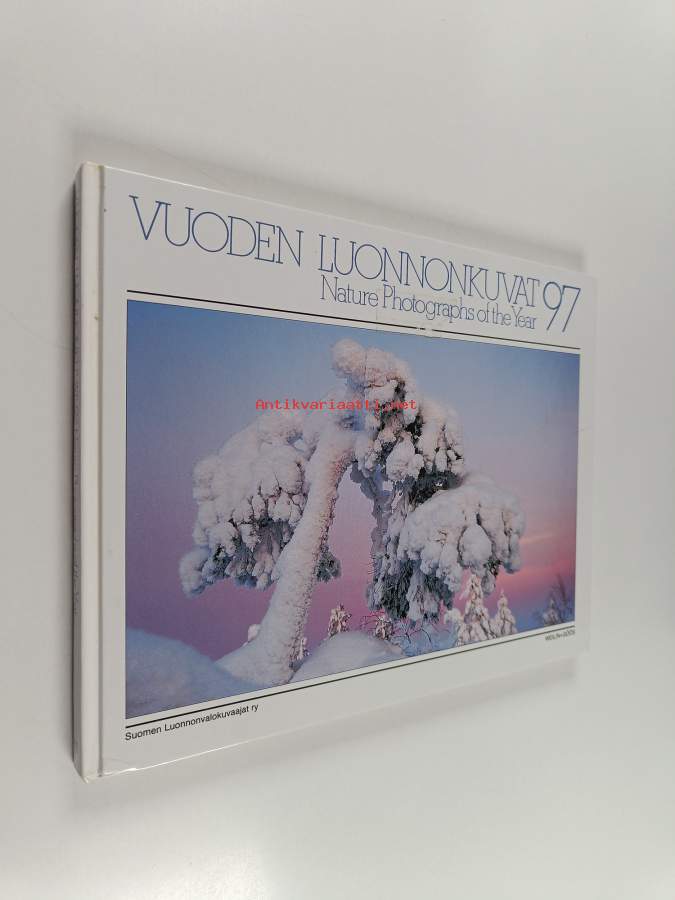 VUODEN LUONNONKUVAT 97
Nature Photographs of the Year
Antikvariaatti.net
Suomen Luonnonvalokuvaajat ry